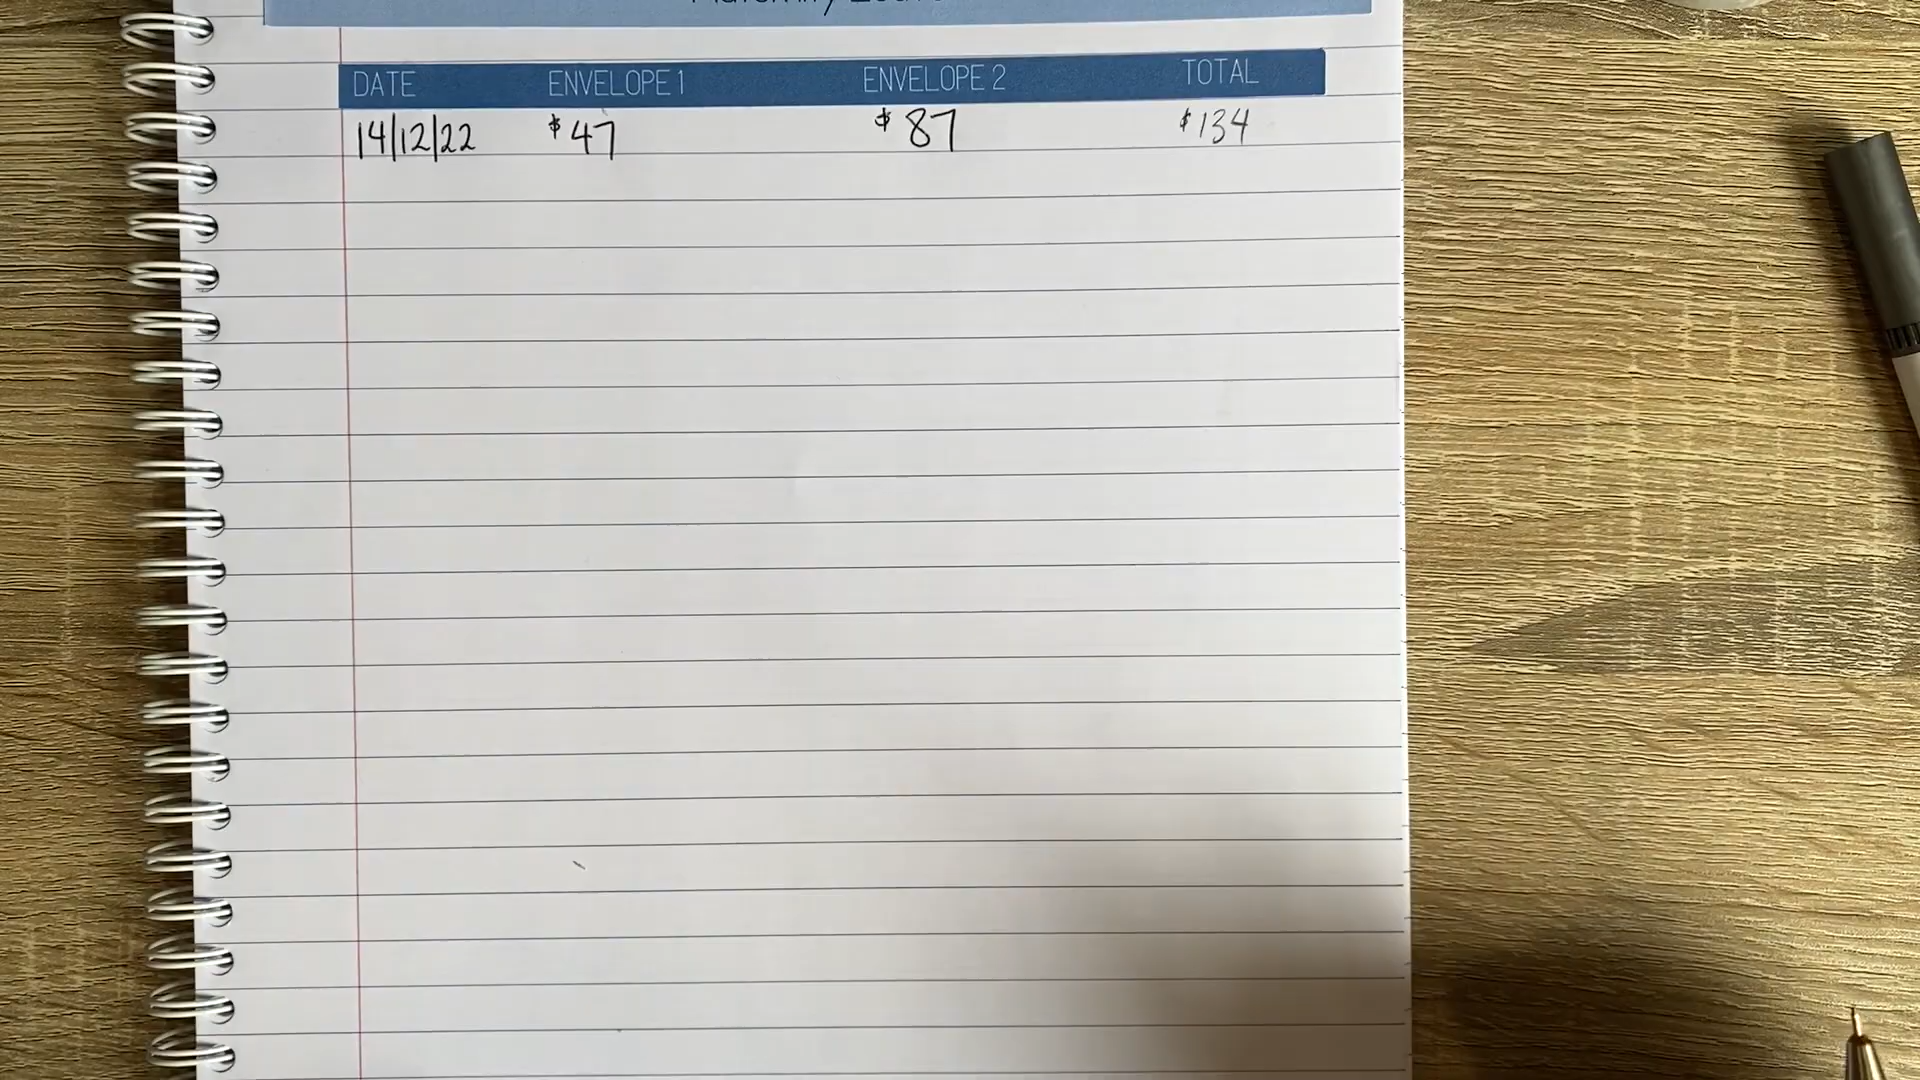 DATE ENVELOPE 1 ENVELOPE 2 TOTAL
14/12/22 $47 $87 $134